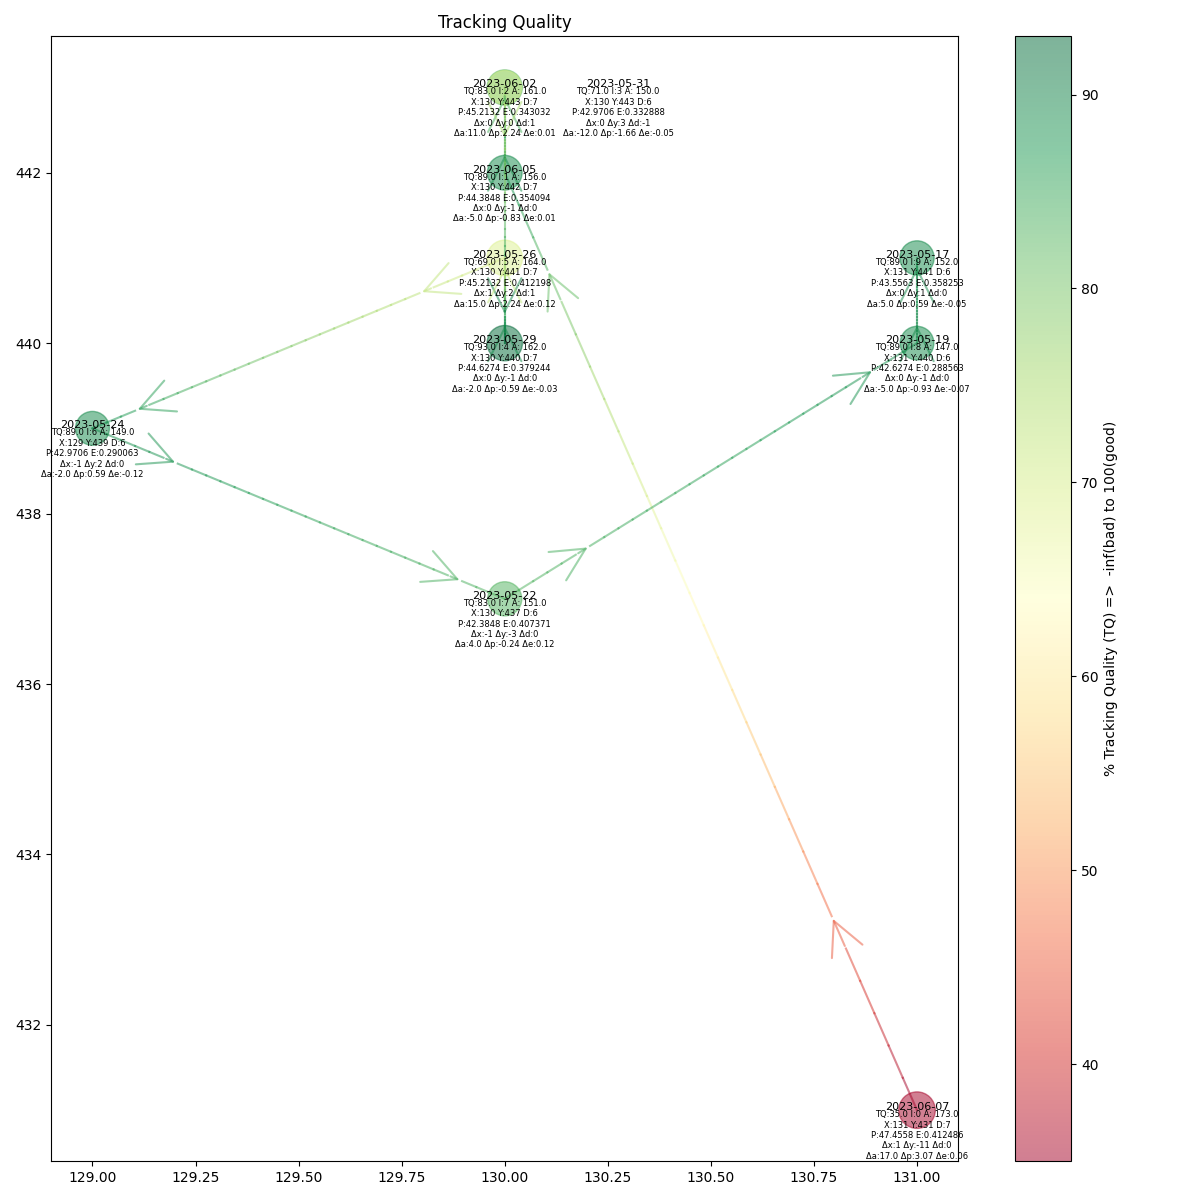 Tracking Quality
2023-06-02
TQ:83.0 I:2 A: 161.0
X:130 Y:443 D:7
P:45.2132 E:0.343032
Δx:0 Δy:0 Δd:1
Δa:11.0 Δp:2.24 Δe:0.01
2023-05-31
TQ:71.0 I:3 A: 150.0
X:130 Y:443 D:6
P:42.9706 E:0.332888
Δx:0 Δy:3 Δd:-1
Δa:-12.0 Δp:-1.66 Δe:-0.05
2023-06-05
TQ:89.0 I:1 A: 156.0
X:130 Y:442 D:7
P:44.3848 E:0.354094
Δx:0 Δy:-1 Δd:0
Δa:-5.0 Δp:-0.83 Δe:0.01
2023-05-26
TQ:69.0 I:5 A: 164.0
X:130 Y:441 D:7
P:45.2132 E:0.412198
Δx:1 Δy:2 Δd:1
Δa:15.0 Δp:2.24 Δe:0.12
2023-05-17
TQ:89.0 I:9 A: 152.0
X:131 Y:441 D:6
P:43.5563 E:0.358253
Δx:0 Δy:1 Δd:0
Δa:5.0 Δp:0.59 Δe:-0.05
2023-05-29
TQ:93.0 I:4 A: 162.0
X:130 Y:440 D:7
P:44.6274 E:0.379244
Δx:0 Δy:-1 Δd:0
Δa:-2.0 Δp:-0.59 Δe:-0.03
2023-05-19
TQ:89.0 I:8 A: 147.0
X:131 Y:440 D:6
P:42.6274 E:0.288563
Δx:0 Δy:-1 Δd:0
Δa:-5.0 Δp:-0.93 Δe:-0.07
2023-05-24
TQ:89.0 I:6 A: 149.0
X:129 Y:439 D:6
P:42.9706 E:0.290063
Δx:-1 Δy:2 Δd:0
Δa:-2.0 Δp:0.59 Δe:-0.12
2023-05-22
TQ:83.0 I:7 A: 151.0
X:130 Y:437 D:6
P:42.3848 E:0.407371
Δx:-1 Δy:-3 Δd:0
Δa:4.0 Δp:-0.24 Δe:0.12
2023-06-07
TQ:35.0 I:0 A: 173.0
X:131 Y:431 D:7
P:47.4558 E:0.412486
Δx:1 Δy:-11 Δd:0
Δa:17.0 Δp:3.07 Δe:0.06
442
440
438
436
434
432
129.00 129.25 129.50 129.75 130.00 130.25 130.50 130.75 131.00
90
80
70
60
50
40
% Tracking Quality (TQ) => -inf(bad) to 100(good)